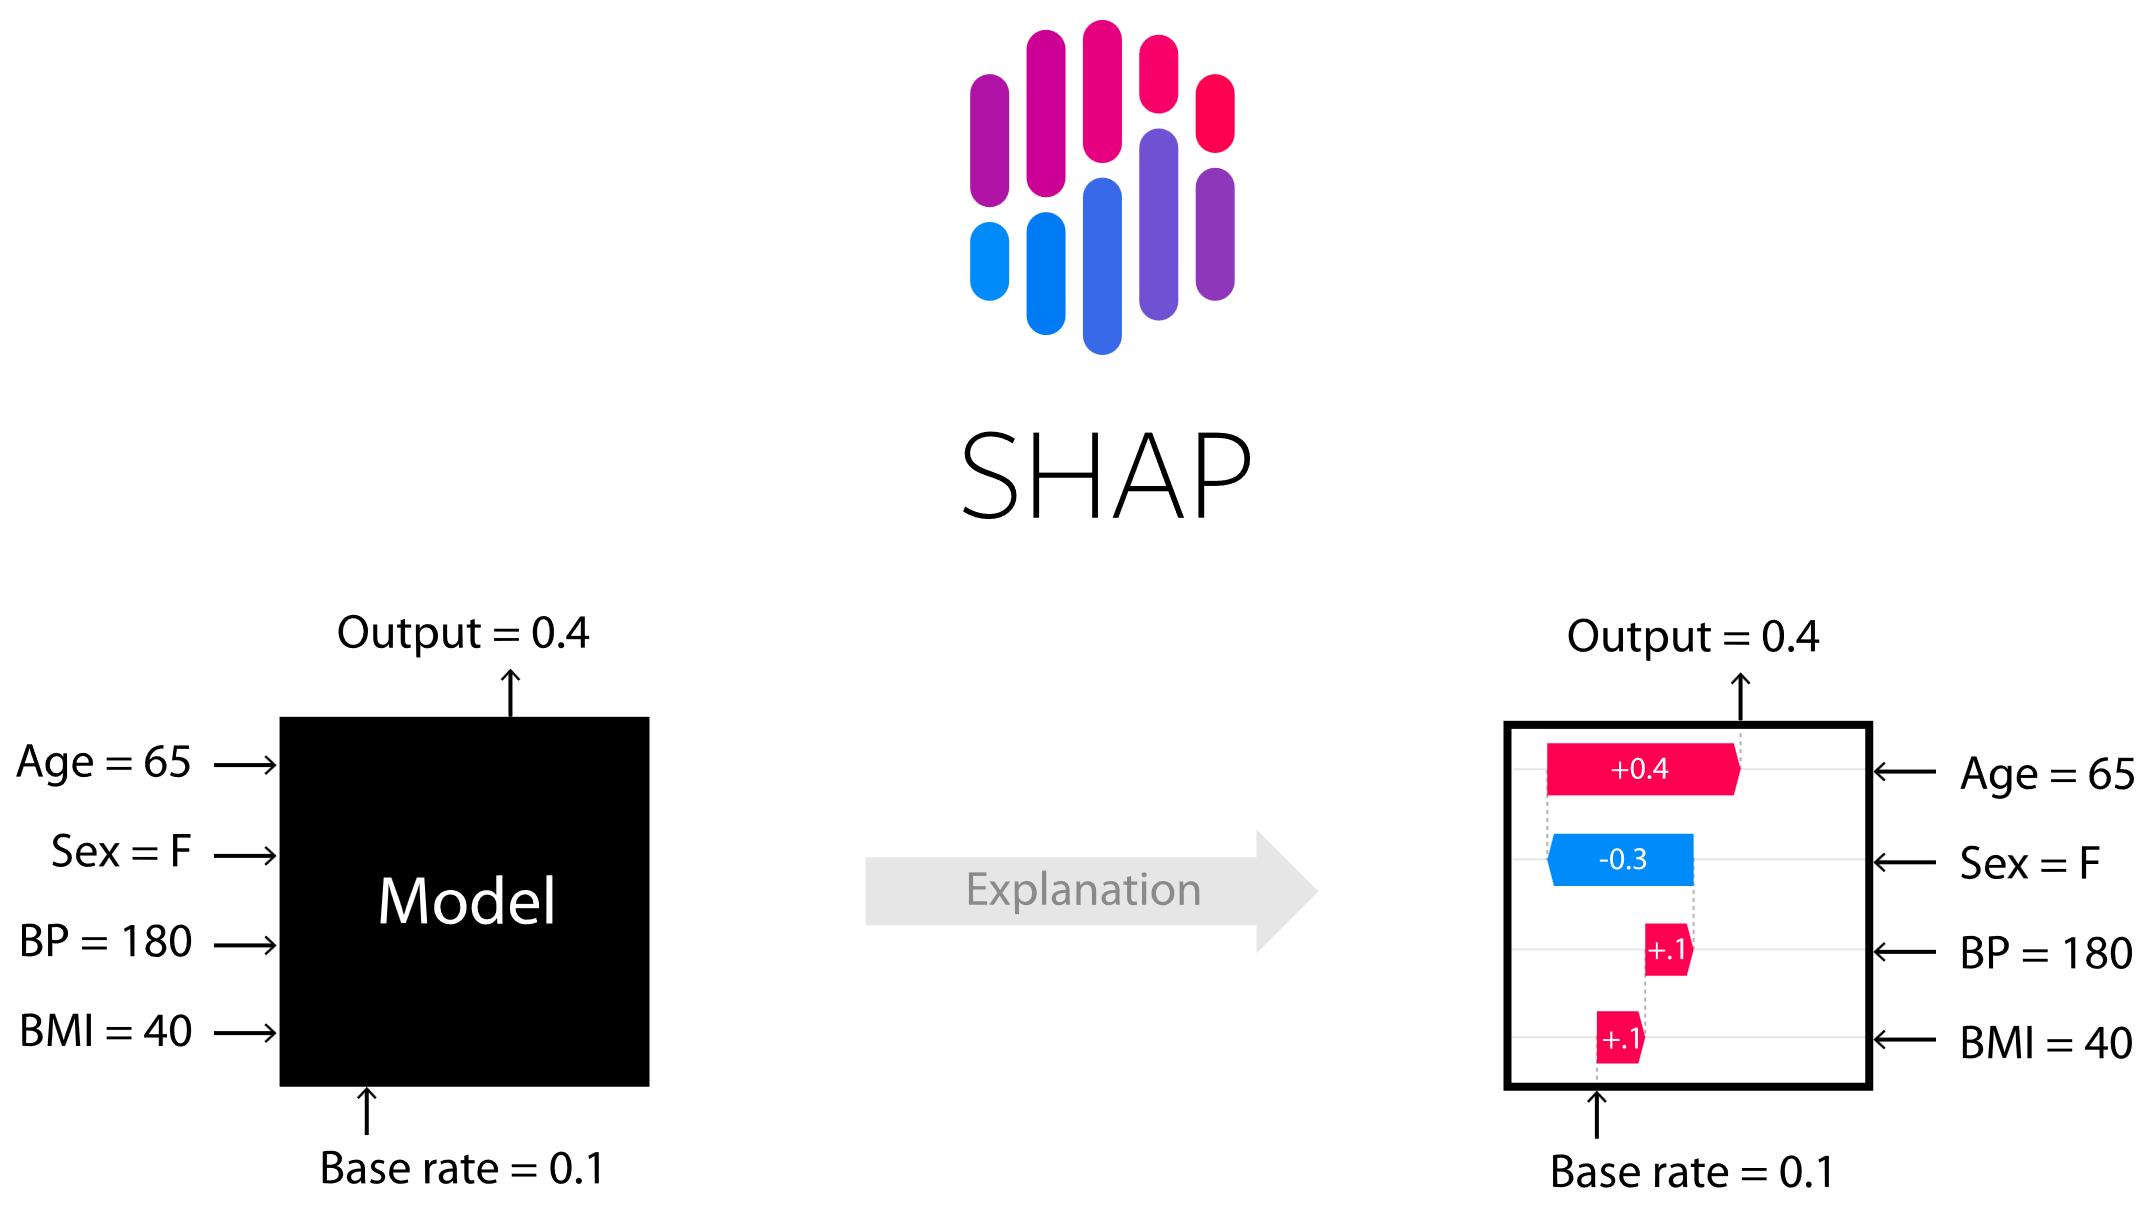 SHAP
Output = 0.4
Age = 65
Sex = F
BP = 180
BMI = 40
Model
Base rate = 0.1
Explanation
Output = 0.4
+0.4
-0.3
+.1
+.1
Age = 65
Sex = F
BP = 180
BMI = 40
Base rate = 0.1